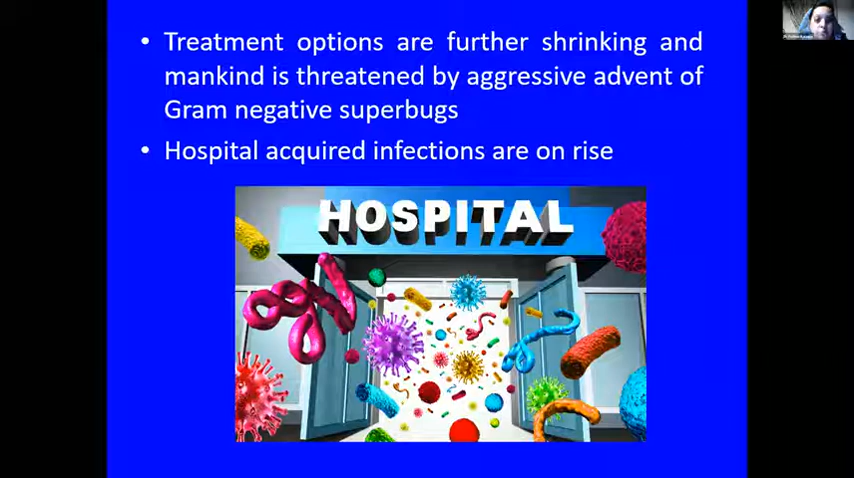 • Treatment options are further shrinking and
mankind is threatened by aggressive advent of
Gram negative superbugs
• Hospital acquired infections are on rise
HOSPITAL